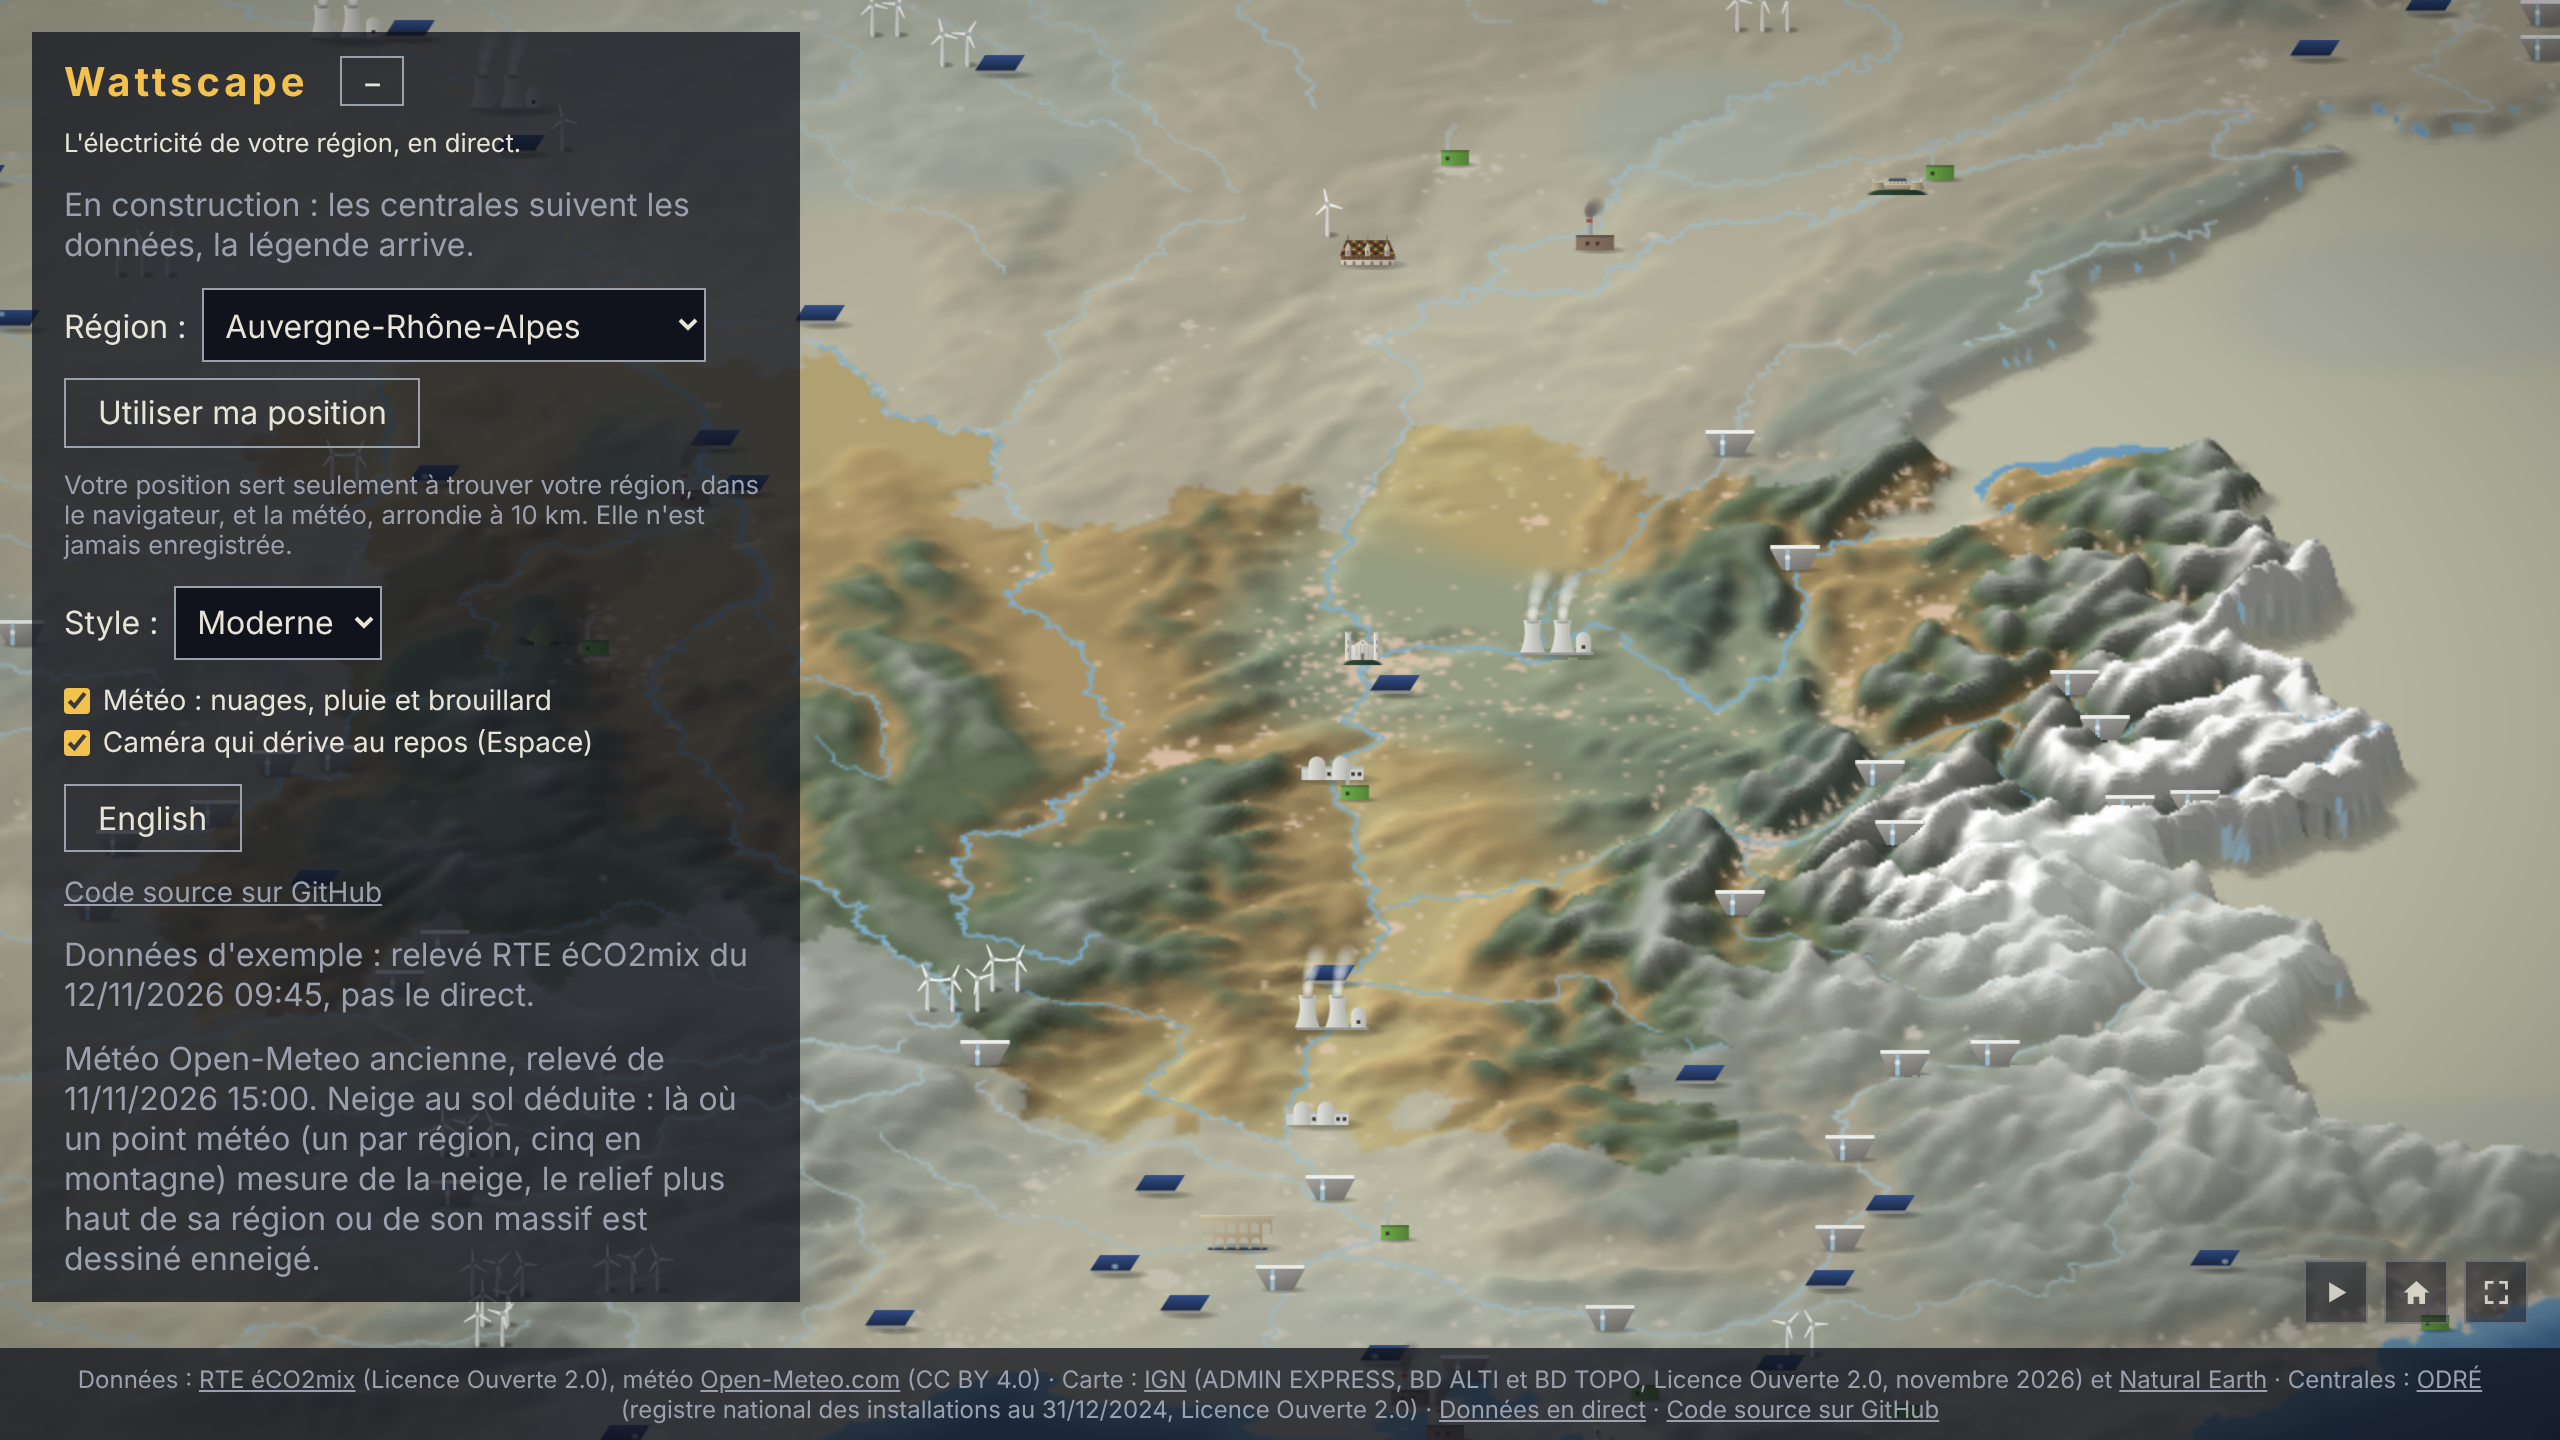 Wattscape
–
L'électricité de votre région, en direct.
En construction : les centrales suivent les
données, la légende arrive.
Région :
Auvergne-Rhône-Alpes
Utiliser ma position
Votre position sert seulement à trouver votre région, dans
le navigateur, et la météo, arrondie à 10 km. Elle n'est
jamais enregistrée.
Style :
Moderne
Météo : nuages, pluie et brouillard
Caméra qui dérive au repos (Espace)
English
Code source sur GitHub
Données d'exemple : relevé RTE éCO2mix du
12/11/2026 09:45, pas le direct.
Météo Open-Meteo ancienne, relevé de
11/11/2026 15:00. Neige au sol déduite : là où
un point météo (un par région, cinq en
montagne) mesure de la neige, le relief plus
haut de sa région ou de son massif est
dessiné enneigé.
Données : RTE éCO2mix (Licence Ouverte 2.0), météo Open-Meteo.com (CC BY 4.0) · Carte : IGN (ADMIN EXPRESS, BD ALTI et BD TOPO, Licence Ouverte 2.0, novembre 2026) et Natural Earth · Centrales : ODRÉ
(registre national des installations au 31/12/2024, Licence Ouverte 2.0) · Données en direct · Code source sur GitHub